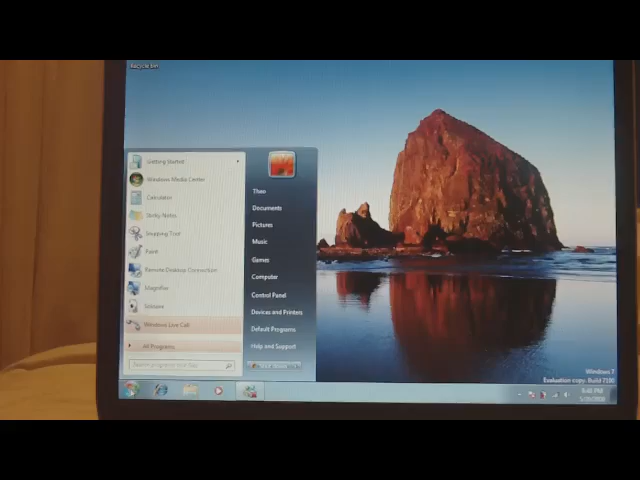 Recycle Bin
Getting Started
Windows Media Center
Calculator
Sticky Notes
Snipping Tool
Paint
Remote Desktop Connection
Magnifier
Solitaire
Windows Live Call
All Programs
Search programs and files
Theo
Documents
Pictures
Music
Games
Computer
Control Panel
Devices and Printers
Default Programs
Help and Support
Windows 7
Evaluation copy. Build 7100